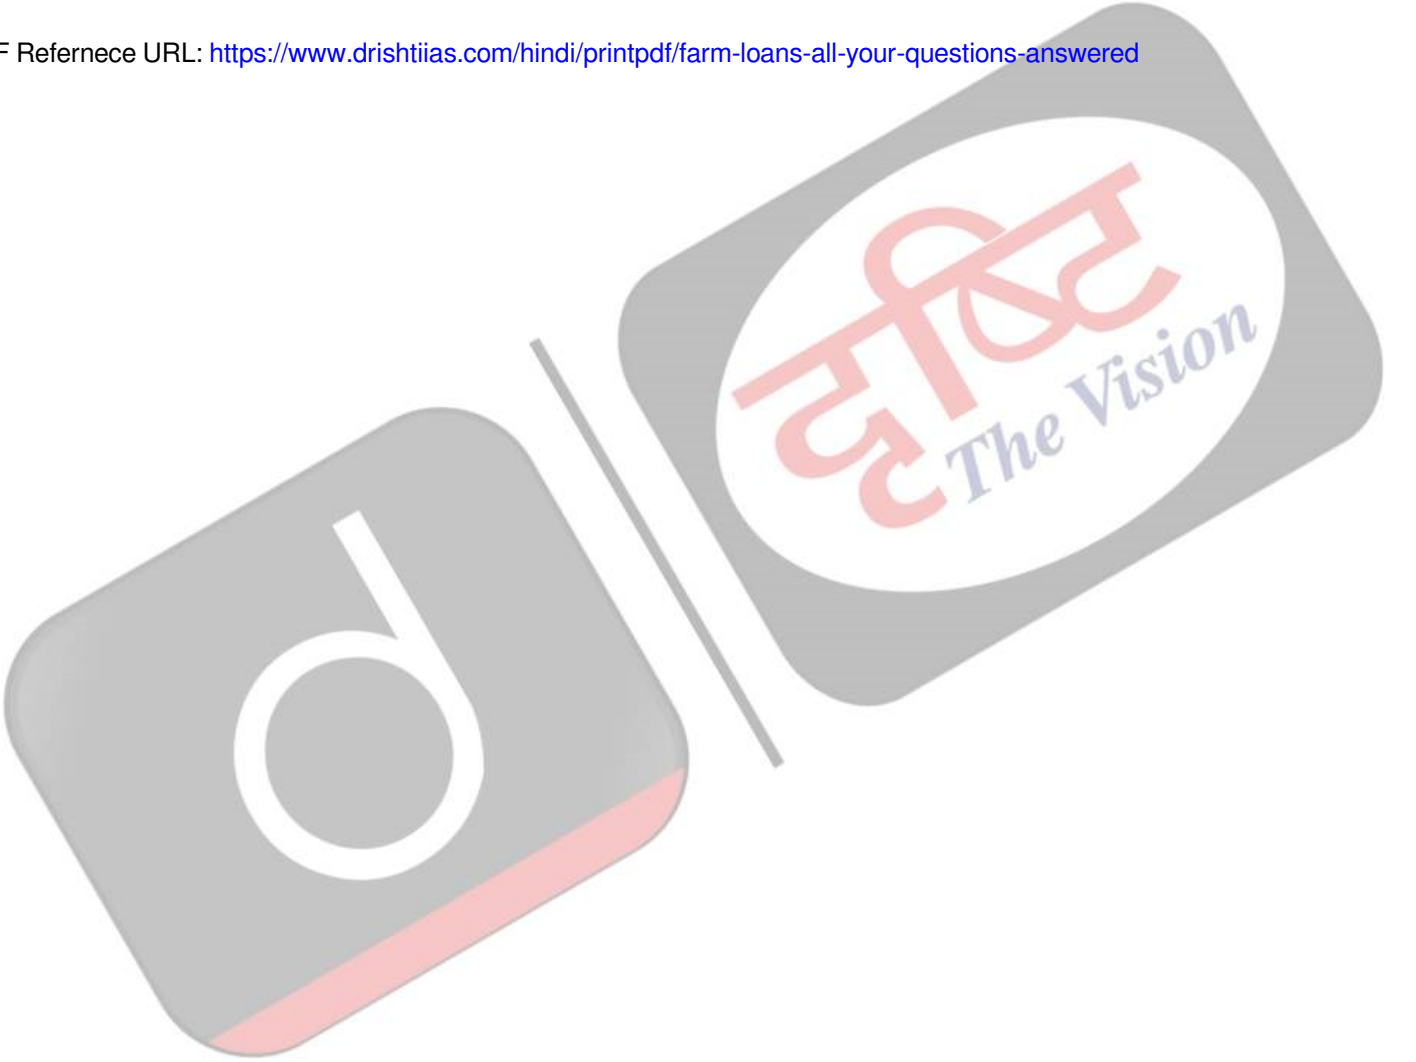 F Refernece URL: https://www.drishtiias.com/hindi/printpdf/farm-loans-all-your-questions-answered
दृष्टि
The Vision
d